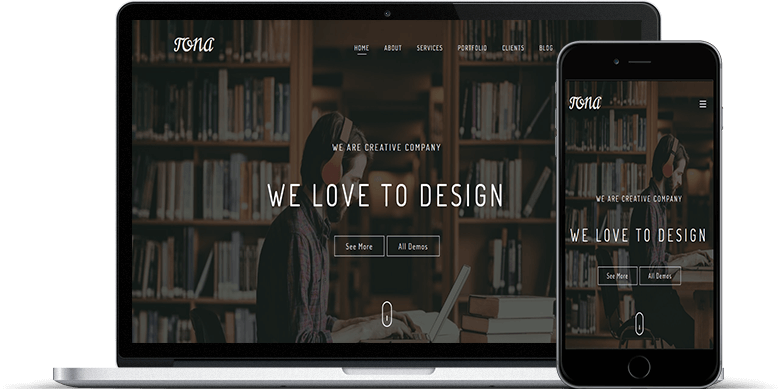 TONA
HOME ABOUT SERVICES PORTFOLIO CLIENTS BLOG
WE ARE CREATIVE COMPANY
WE LOVE TO DESIGN
See More All Demos
TONA
WE ARE CREATIVE COMPANY
WE LOVE TO DESIGN
See More All Demos